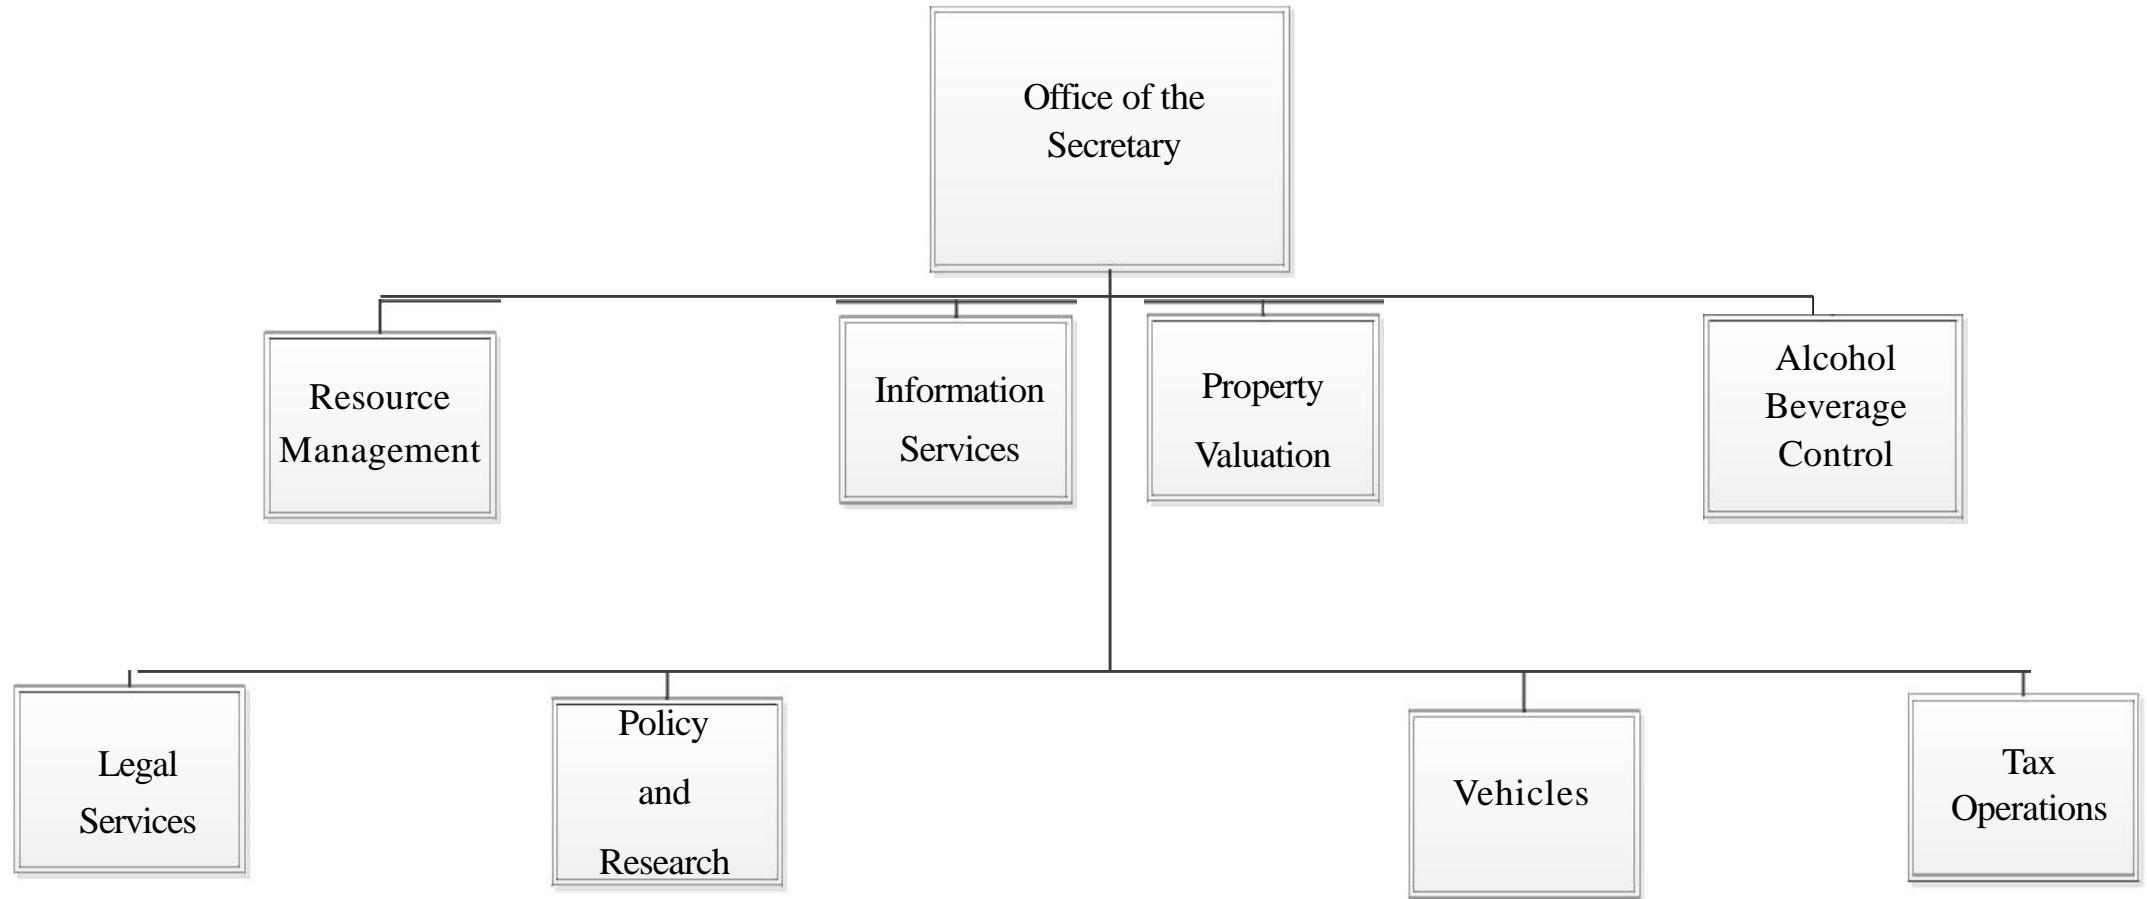 Office of the
Secretary
Resource
Management
Information
Services
Property
Valuation
Alcohol
Beverage
Control
Legal
Services
Policy
and
Research
Vehicles
Tax
Operations